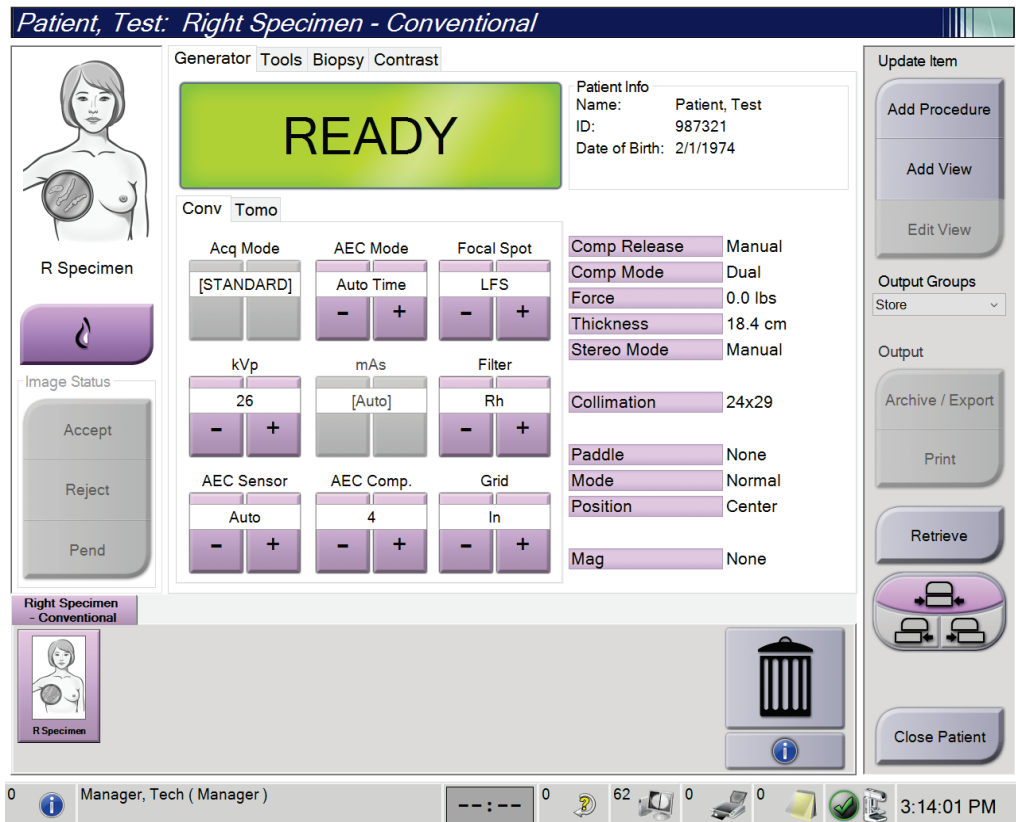 Patient, Test: Right Specimen - Conventional
R Specimen
Image Status
Accept
Reject
Pend
Generator Tools Biopsy Contrast
READY
Patient Info
Name: Patient, Test
ID: 987321
Date of Birth: 2/1/1974
Conv Tomo
Acq Mode AEC Mode Focal Spot
[STANDARD] Auto Time LFS
- + - +
kVp mAs Filter
26 [Auto] Rh
- + - +
AEC Sensor AEC Comp. Grid
Auto 4 In
- + - + - +
Comp Release Manual
Comp Mode Dual
Force 0.0 lbs
Thickness 18.4 cm
Stereo Mode Manual
Collimation 24x29
Paddle None
Mode Normal
Position Center
Mag None
Update Item
Add Procedure
Add View
Edit View
Output Groups
Store
Output
Archive / Export
Print
Retrieve
Close Patient
Right Specimen
- Conventional
R Specimen
0 Manager, Tech ( Manager ) --:-- 0 62 0 0 3:14:01 PM